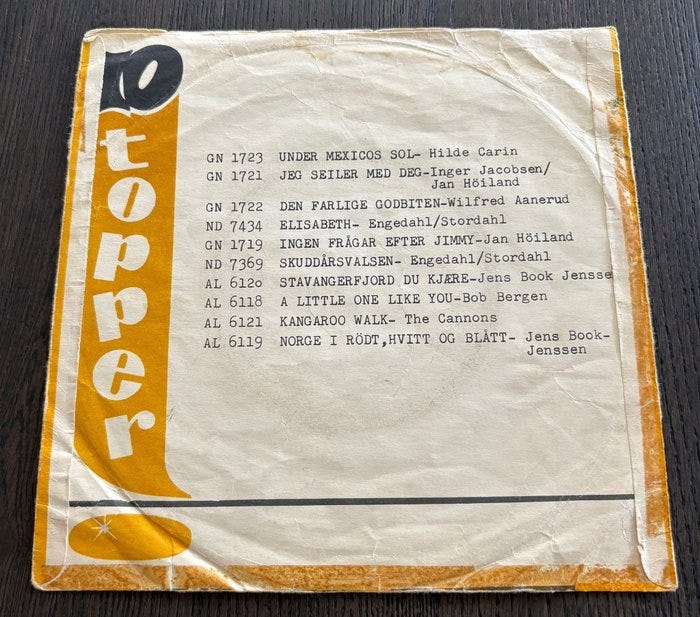 10 topper
GN 1723 UNDER MEXICOS SOL- Hilde Carin
GN 1721 JEG SEILER MED DEG-Inger Jacobsen/
Jan Höiland
GN 1722 DEN FARLIGE GODBITEN-Wilfred Aanerud
ND 7434 ELISABETH- Engedahl/Stordahl
GN 1719 INGEN FRÅGAR EFTER JIMMY-Jan Höiland
ND 7369 SKUDDÅRSVALSEN- Engedahl/Stordahl
AL 6120 STAVANGERFJORD DU KJÆRE-Jens Book Jensse
AL 6118 A LITTLE ONE LIKE YOU-Bob Bergen
AL 6121 KANGAROO WALK- The Cannons
AL 6119 NORGE I RÖDT,HVITT OG BLÅTT- Jens Book-
Jenssen